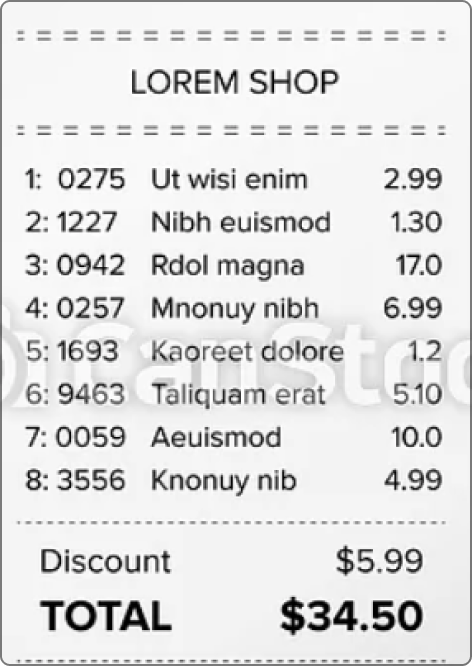 LOREM SHOP
1: 0275 Ut wisi enim 2.99
2: 1227 Nibh euismod 1.30
3: 0942 Rdol magna 17.0
4: 0257 Mnonuy nibh 6.99
5: 1693 Kaoreet dolore 1.2
6: 9463 Taliquam erat 5.10
7: 0059 Aeuismod 10.0
8: 3556 Knonuy nib 4.99
Discount $5.99
TOTAL $34.50